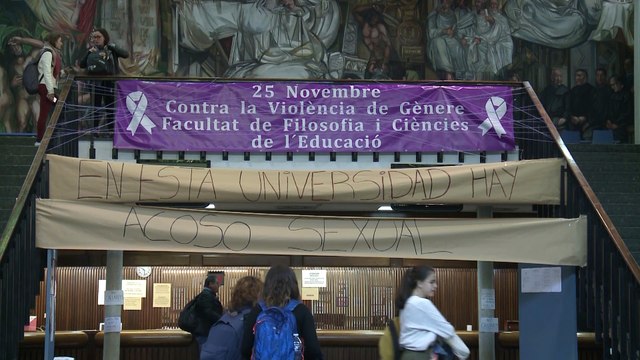 25 Novembre
Contra la Violència de Gènere
Facultat de Filosofia i Ciències
de l'Educació
EN ESTA UNIVERSIDAD HAY
ACOSO SEXUAL